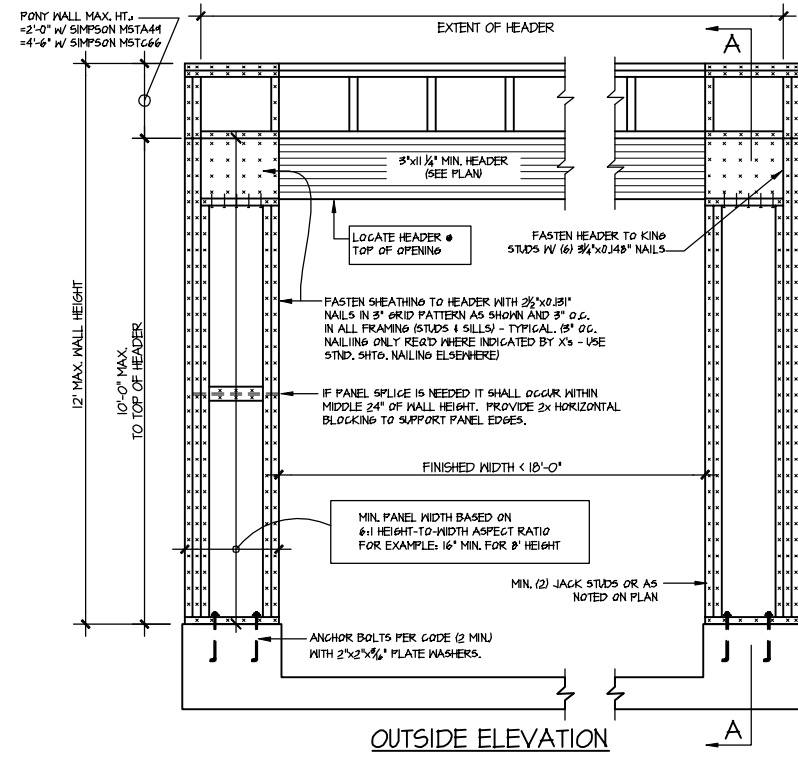 PONY WALL MAX. HT.:
=2'-0" W/ SIMPSON MSTA49
=4'-6" W/ SIMPSON MSTC66
EXTENT OF HEADER
A
3"x11 1/4" MIN. HEADER
(SEE PLAN)
LOCATE HEADER @
TOP OF OPENING
FASTEN HEADER TO KING
STUDS W/ (6) 3 1/4"x0.148" NAILS
12' MAX. WALL HEIGHT
10'-0" MAX.
TO TOP OF HEADER
FASTEN SHEATHING TO HEADER WITH 2 1/2"x0.131"
NAILS IN 3" GRID PATTERN AS SHOWN AND 3" O.C.
IN ALL FRAMING (STUDS & SILLS) - TYPICAL. (3" O.C.
NAILIING ONLY REQ'D WHERE INDICATED BY X's - USE
STND. SHTG. NAILING ELSEWHERE)
IF PANEL SPLICE IS NEEDED IT SHALL OCCUR WITHIN
MIDDLE 24" OF WALL HEIGHT. PROVIDE 2x HORIZONTAL
BLOCKING TO SUPPORT PANEL EDGES.
FINISHED WIDTH < 18'-0"
MIN. PANEL WIDTH BASED ON
6:1 HEIGHT-TO-WIDTH ASPECT RATIO
FOR EXAMPLE: 16" MIN. FOR 8' HEIGHT
MIN. (2) JACK STUDS OR AS
NOTED ON PLAN
ANCHOR BOLTS PER CODE (2 MIN.)
WITH 2"x2"x3/16" PLATE WASHERS.
A
OUTSIDE ELEVATION